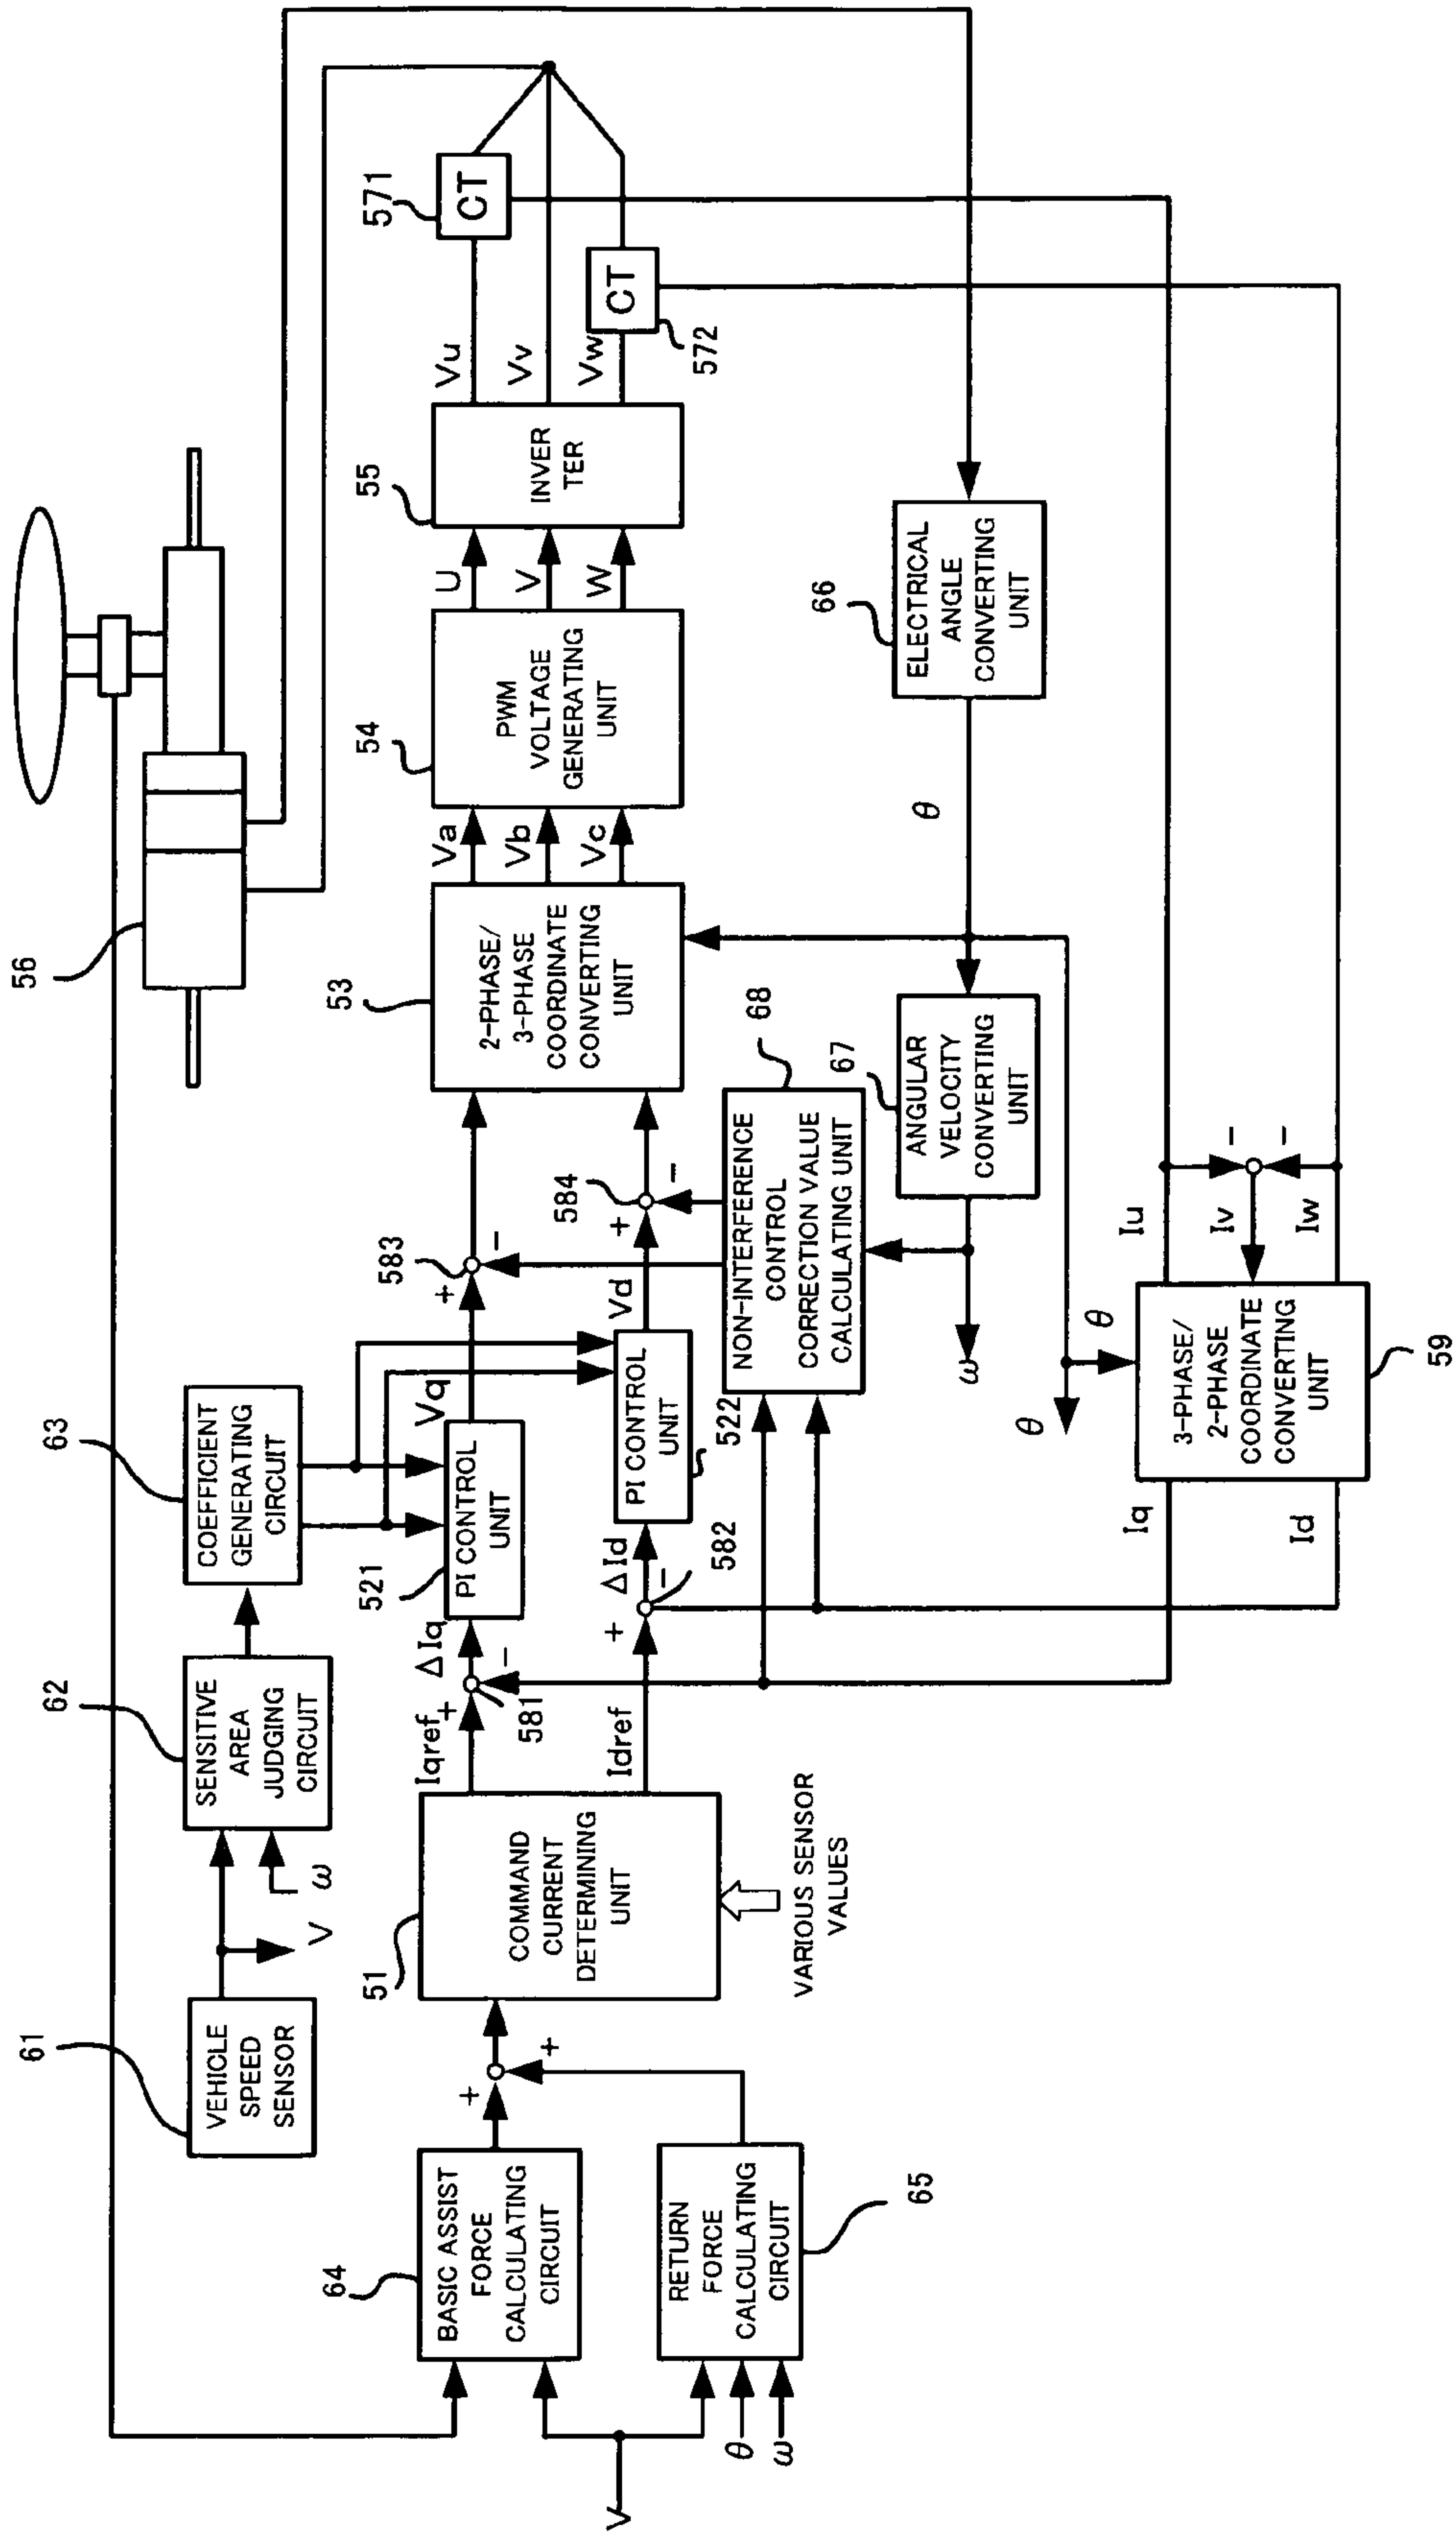 56
61
VEHICLE
SPEED
SENSOR
V
ω
62
SENSITIVE
AREA
JUDGING
CIRCUIT
63
COEFFICIENT
GENERATING
CIRCUIT
64
BASIC ASSIST
FORCE
CALCULATING
CIRCUIT
+
+
51
COMMAND
CURRENT
DETERMINING
UNIT
VARIOUS SENSOR
VALUES
Iqref
Idref
+
−
581
ΔIq
521
PI CONTROL
UNIT
Vq
+
−
583
+
−
582
ΔId
PI CONTROL
UNIT
522
Vd
+
−
584
53
2-PHASE/
3-PHASE
COORDINATE
CONVERTING
UNIT
Va
Vb
Vc
54
PWM
VOLTAGE
GENERATING
UNIT
U
V
W
55
INVER
TER
Vu
Vv
Vw
571
CT
CT
572
V
θ
ω
RETURN
FORCE
CALCULATING
CIRCUIT
65
NON-INTERFERENCE
CONTROL
CORRECTION VALUE
CALCULATING UNIT
68
67
ANGULAR
VELOCITY
CONVERTING
UNIT
ω
θ
66
ELECTRICAL
ANGLE
CONVERTING
UNIT
θ
θ
Iq
Id
3-PHASE/
2-PHASE
COORDINATE
CONVERTING
UNIT
59
Iu
Iv
Iw
−
−